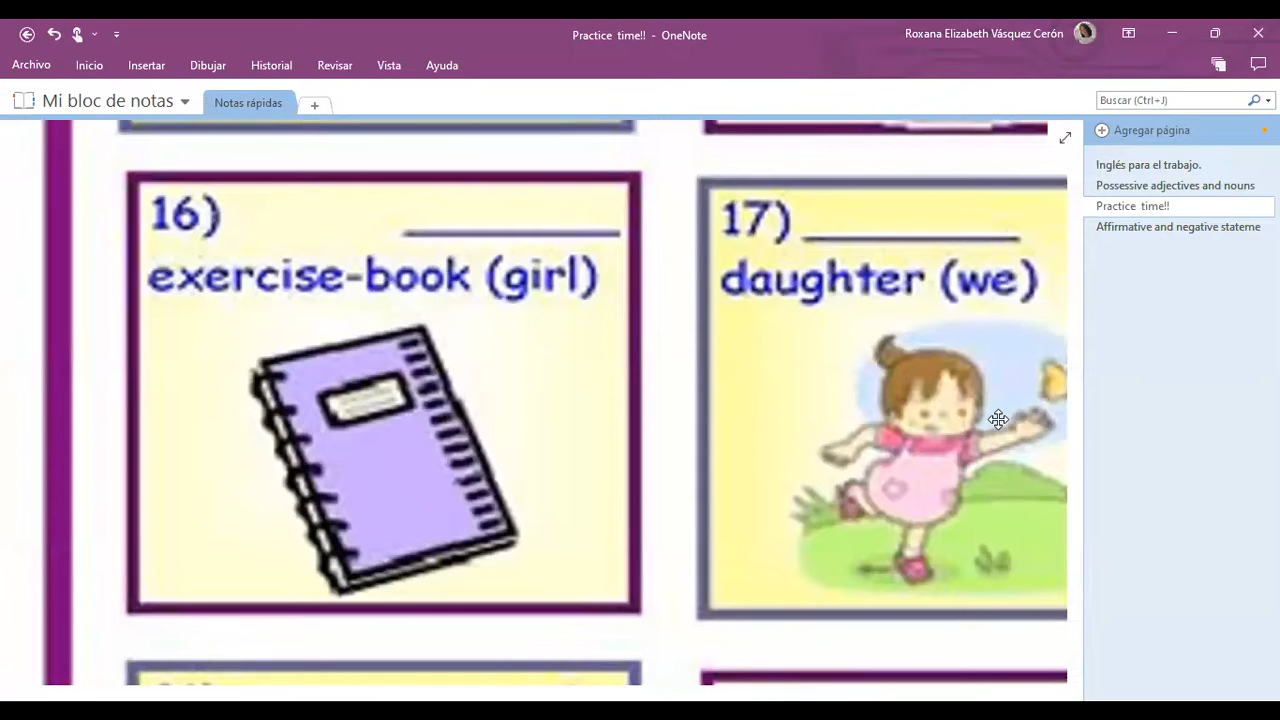 Practice time!! - OneNote
Roxana Elizabeth Vásquez Cerón
Archivo Inicio Insertar Dibujar Historial Revisar Vista Ayuda
Mi bloc de notas Notas rápidas +
Buscar (Ctrl+J)
Agregar página
Inglés para el trabajo.
Possessive adjectives and nouns
Practice time!!
Affirmative and negative stateme
16) __________
exercise-book (girl)
17) __________
daughter (we)